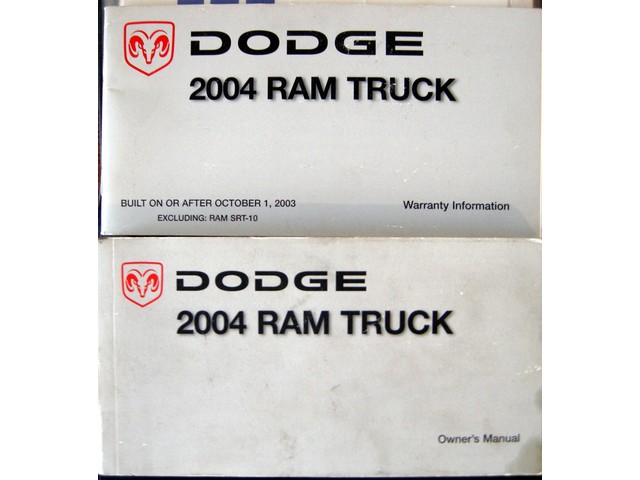 DODGE
2004 RAM TRUCK
BUILT ON OR AFTER OCTOBER 1, 2003
Warranty Information
EXCLUDING: RAM SRT-10
DODGE
2004 RAM TRUCK
Owner's Manual